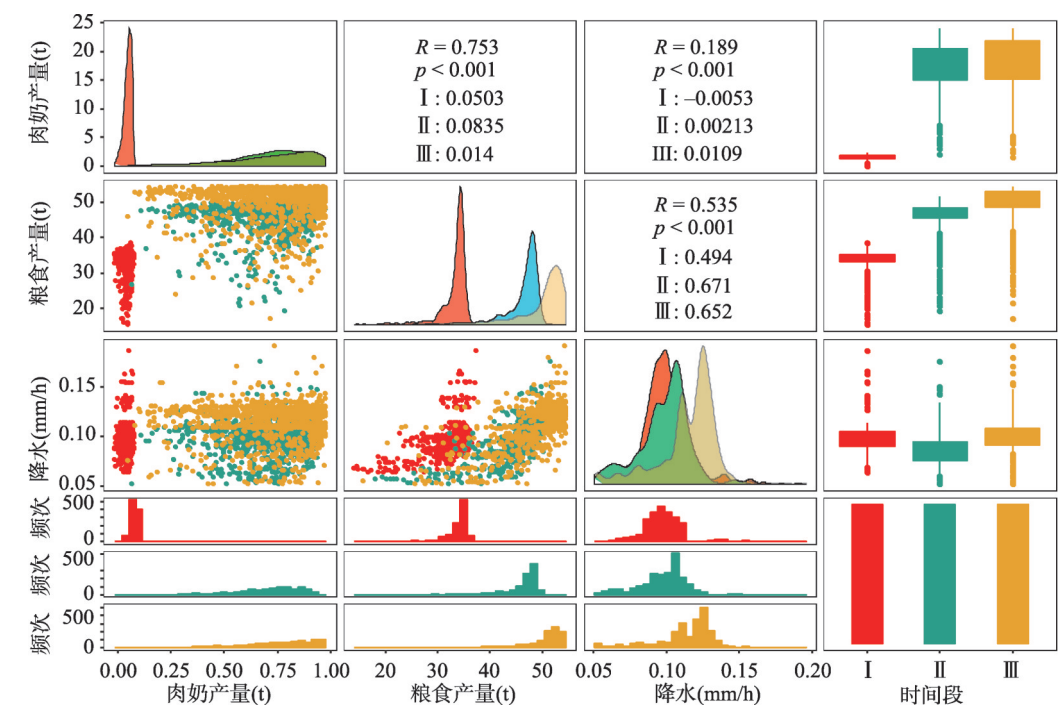 肉奶产量(t)
25
20
15
10
5
0
R = 0.753
p < 0.001
Ⅰ : 0.0503
Ⅱ : 0.0835
Ⅲ : 0.014
R = 0.189
p < 0.001
Ⅰ : –0.0053
Ⅱ : 0.00213
Ⅲ: 0.0109
粮食产量(t)
50
40
30
20
R = 0.535
p < 0.001
Ⅰ : 0.494
Ⅱ : 0.671
Ⅲ : 0.652
降水(mm/h)
0.15
0.10
0.05
频次
500
0
频次
500
0
频次
500
0
0.00 0.25 0.50 0.75 1.00
20 30 40 50
0.05 0.10 0.15 0.20
Ⅰ Ⅱ Ⅲ
肉奶产量(t) 粮食产量(t) 降水(mm/h) 时间段